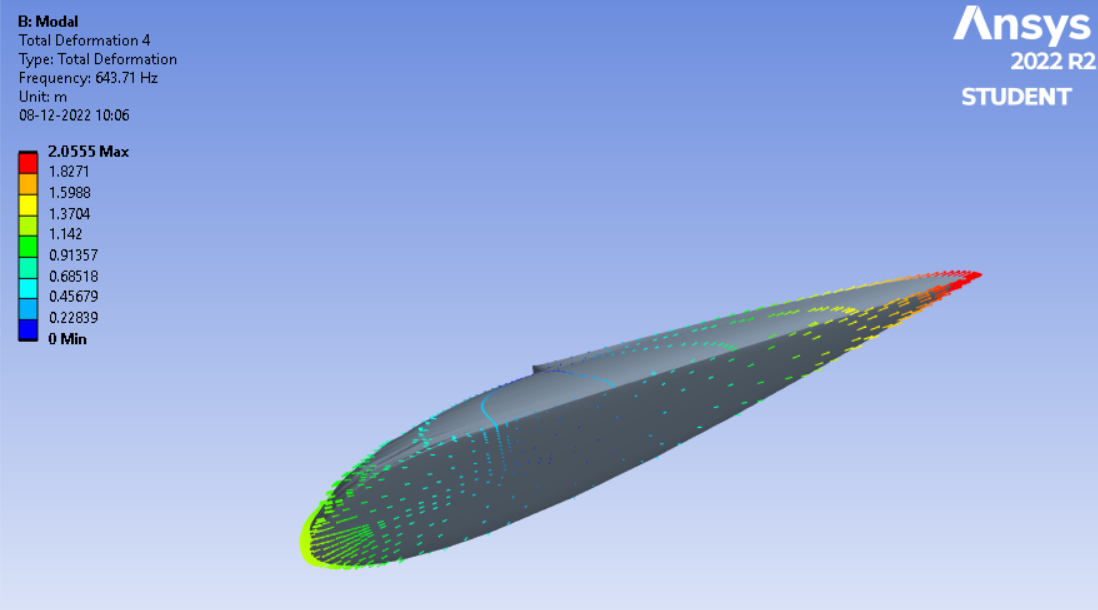 B: Modal
Total Deformation 4
Type: Total Deformation
Frequency: 643.71 Hz
Unit: m
08-12-2022 10:06
2.0555 Max
1.8271
1.5988
1.3704
1.142
0.91357
0.68518
0.45679
0.22839
0 Min
Ansys
2022 R2
STUDENT